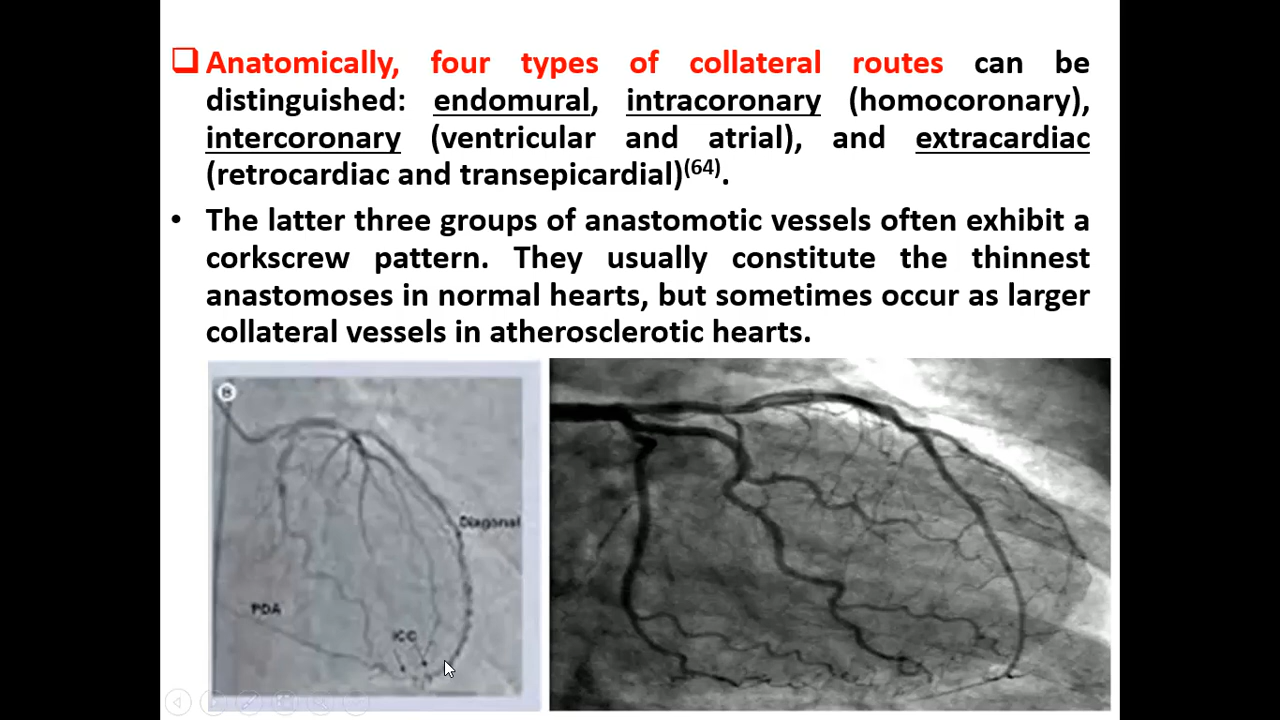 Anatomically, four types of collateral routes can be
distinguished: endomural, intracoronary (homocoronary),
intercoronary (ventricular and atrial), and extracardiac
(retrocardiac and transepicardial)(64).
• The latter three groups of anastomotic vessels often exhibit a
corkscrew pattern. They usually constitute the thinnest
anastomoses in normal hearts, but sometimes occur as larger
collateral vessels in atherosclerotic hearts.
B
Diagonal
PDA
ICC